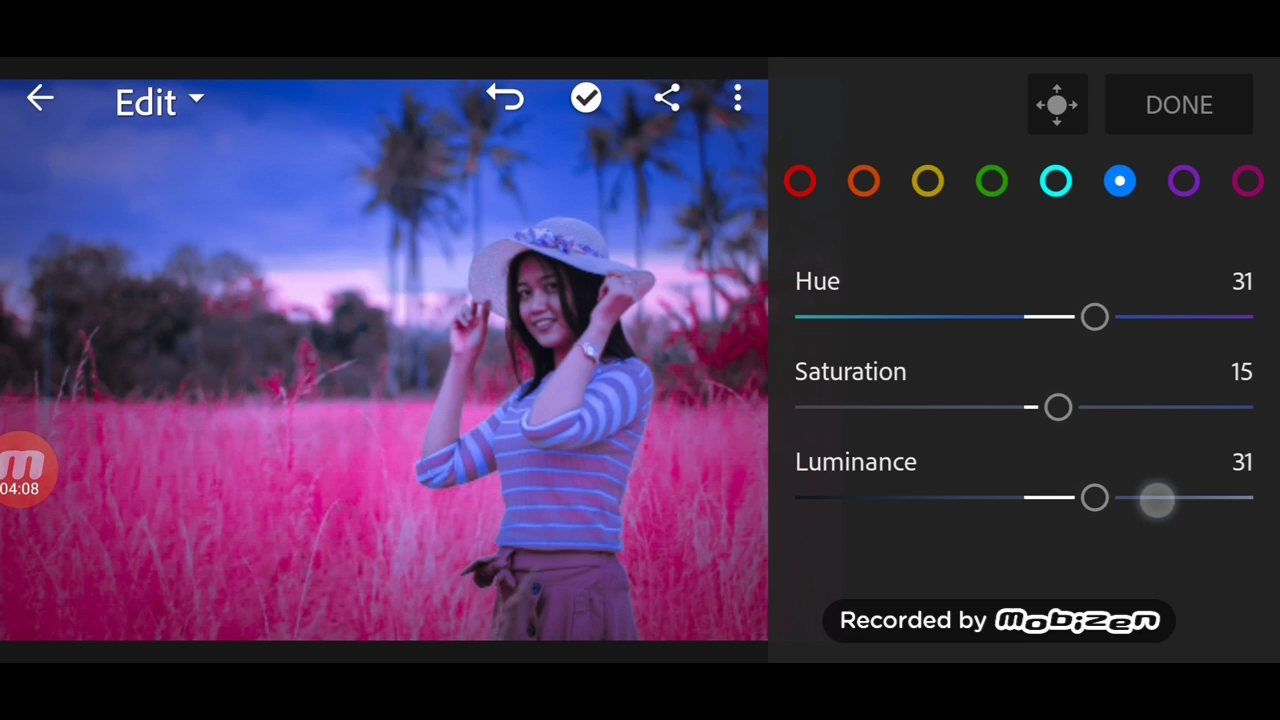 Edit
DONE
Hue 31
Saturation 15
Luminance 31
m
04:08
Recorded by mobizen